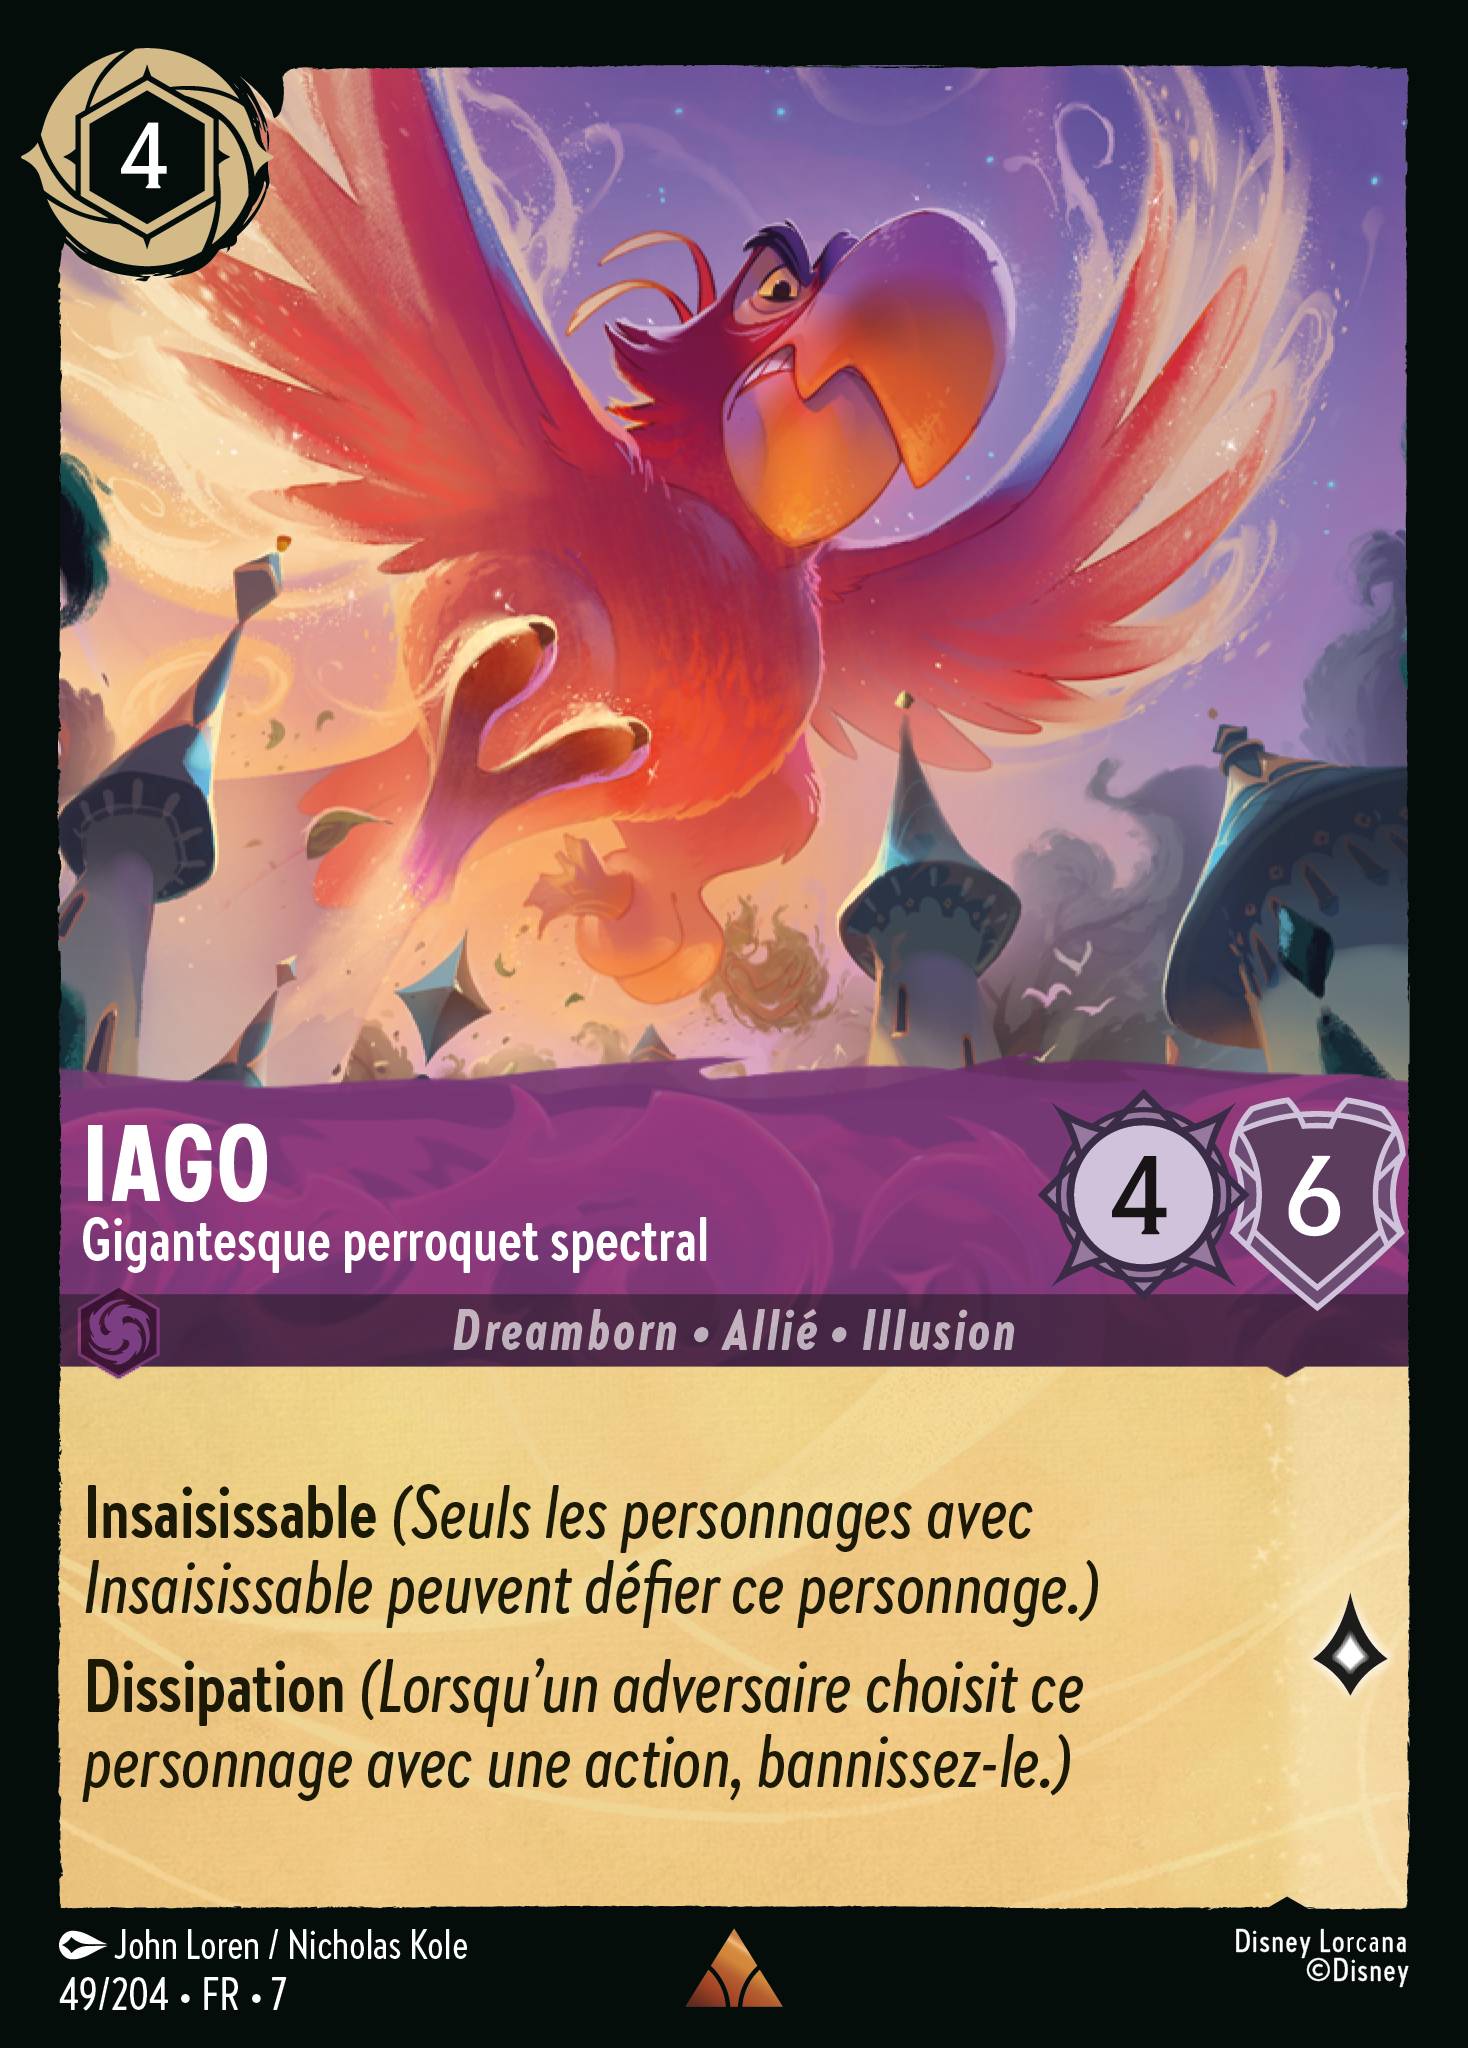 4
IAGO
Gigantesque perroquet spectral
4 6
Dreamborn • Allié • Illusion
Insaisissable (Seuls les personnages avec
Insaisissable peuvent défier ce personnage.)
Dissipation (Lorsqu’un adversaire choisit ce
personnage avec une action, bannissez-le.)
John Loren / Nicholas Kole
49/204 • FR • 7
Disney Lorcana
©Disney